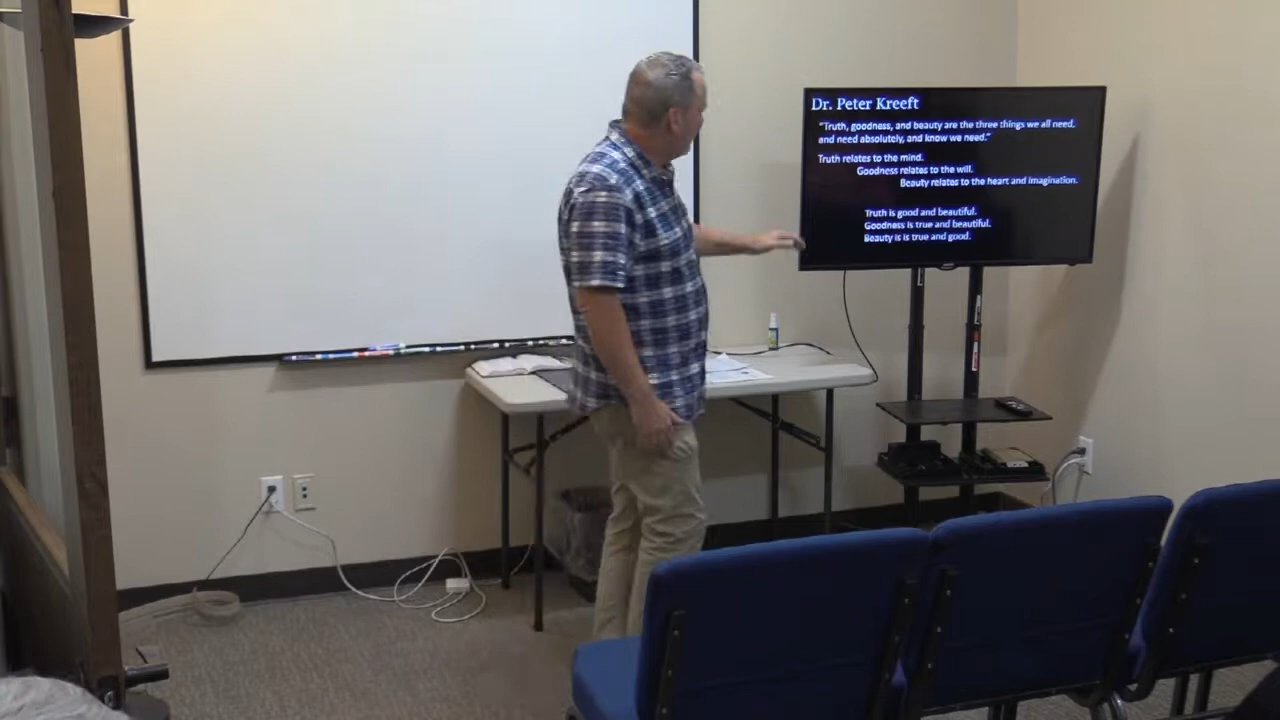 Dr. Peter Kreeft
"Truth, goodness, and beauty are the three things we all need,
and need absolutely, and know we need."
Truth relates to the mind.
Goodness relates to the will.
Beauty relates to the heart and imagination.
Truth is good and beautiful.
Goodness is true and beautiful.
Beauty is is true and good.